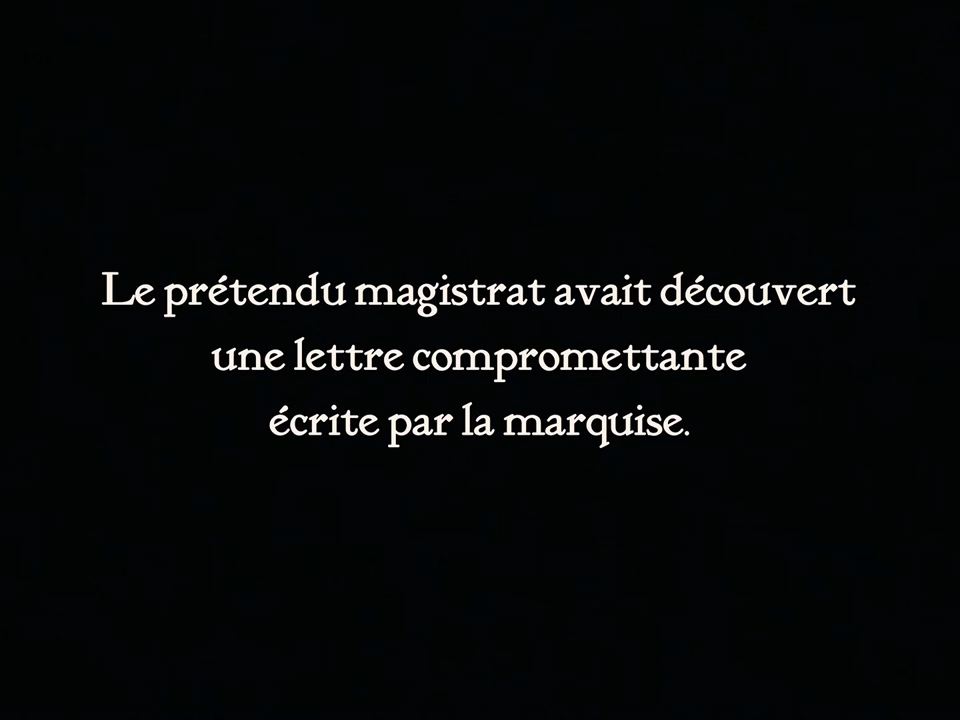 Le prétendu magistrat avait découvert
une lettre compromettante
écrite par la marquise.